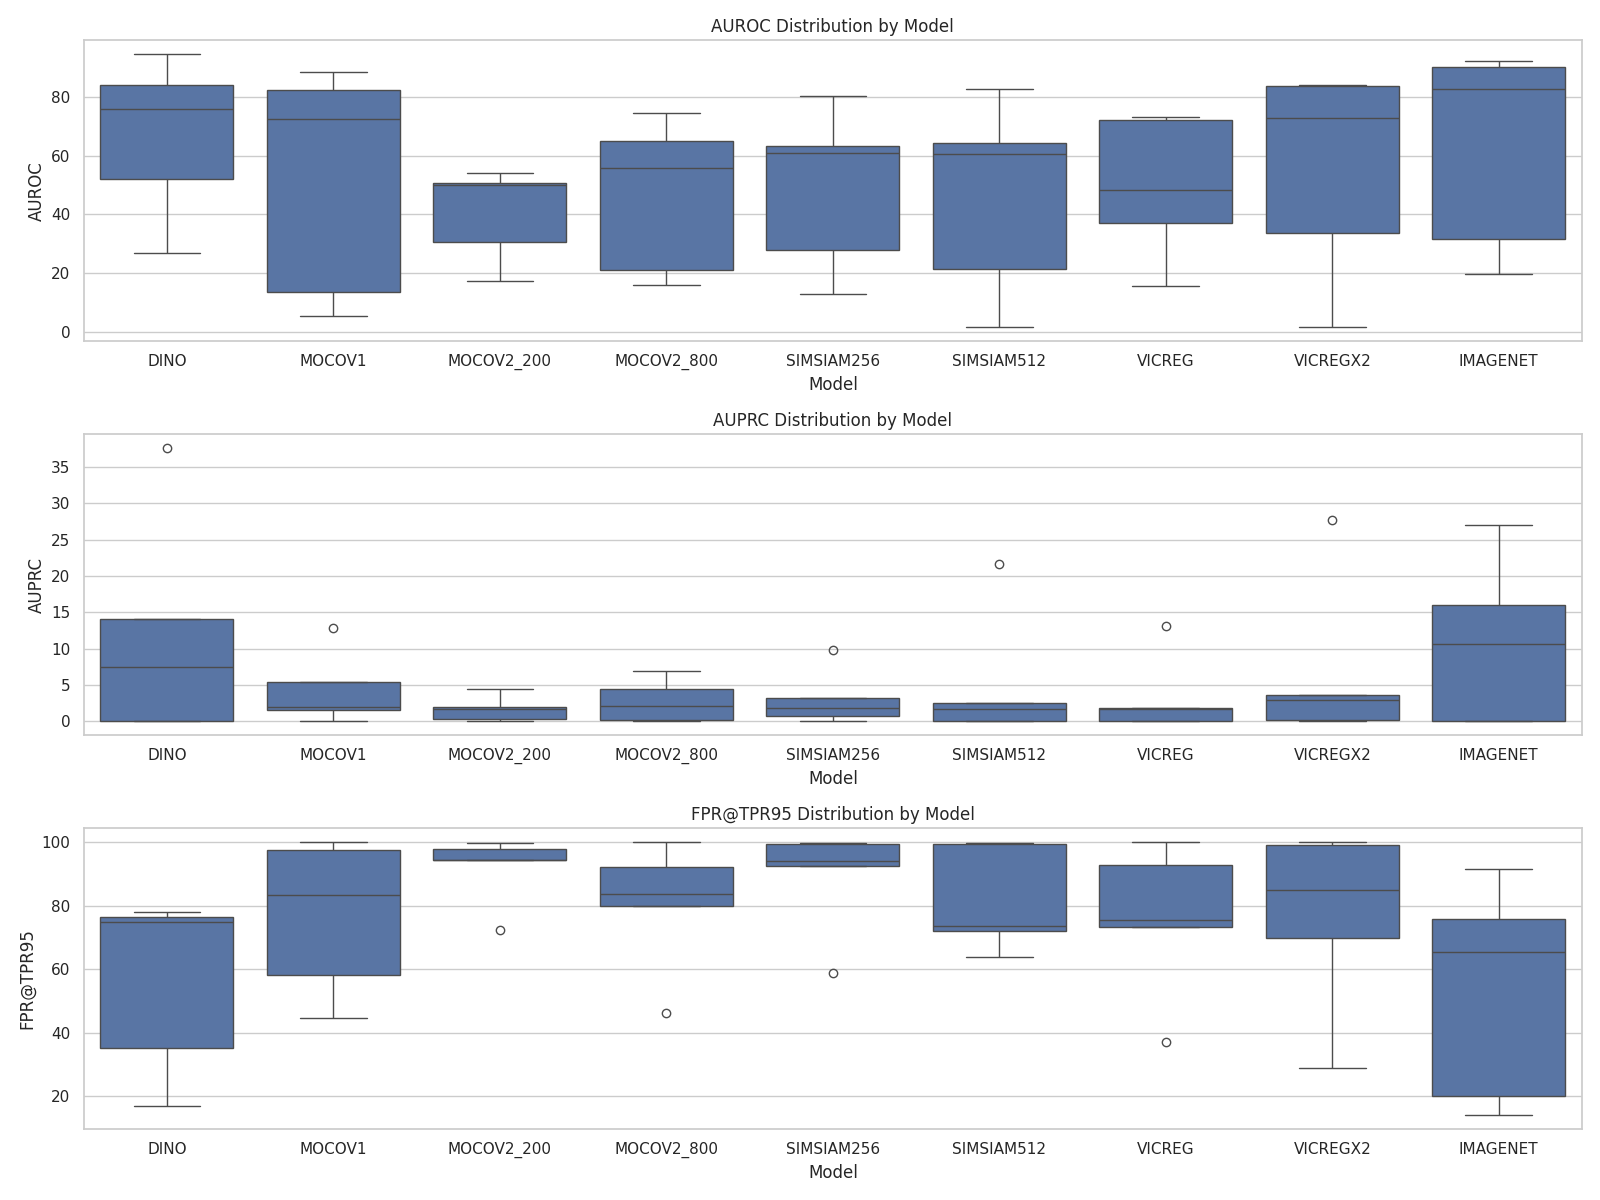 AUROC Distribution by Model
80
60
40
20
0
AUROC
DINO MOCOV1 MOCOV2_200 MOCOV2_800 SIMSIAM256 SIMSIAM512 VICREG VICREGX2 IMAGENET
Model
AUPRC Distribution by Model
35
30
25
20
15
10
5
0
AUPRC
DINO MOCOV1 MOCOV2_200 MOCOV2_800 SIMSIAM256 SIMSIAM512 VICREG VICREGX2 IMAGENET
Model
FPR@TPR95 Distribution by Model
100
80
60
40
20
FPR@TPR95
DINO MOCOV1 MOCOV2_200 MOCOV2_800 SIMSIAM256 SIMSIAM512 VICREG VICREGX2 IMAGENET
Model